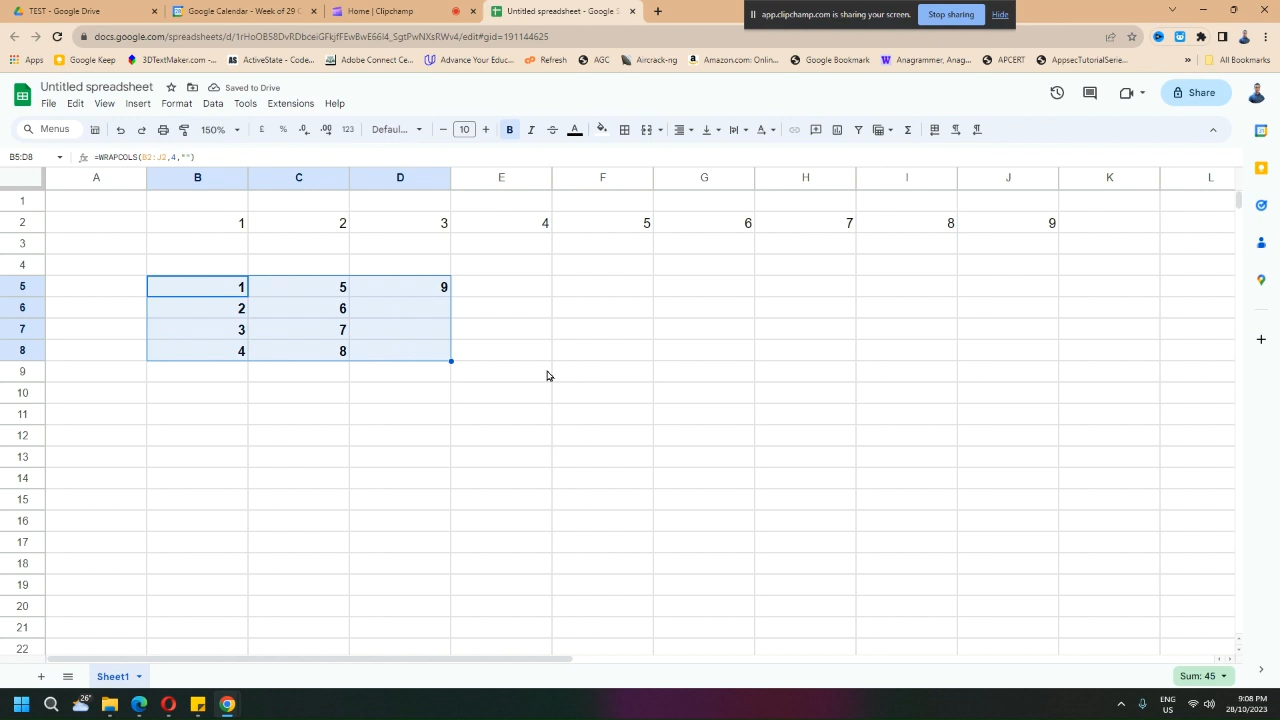 TEST - Google Drive
Google Calendar - Week of 29 O
Home | Clipchamp
Untitled spreadsheet - Google S
app.clipchamp.com is sharing your screen.
Stop sharing
Hide
docs.google.com/spreadsheets/d/1rHoOB58DvRDbceiGFkjfFEwBwE66l4_SgtPwNXsRWv4/edit#gid=191144625
Apps
Google Keep
3DTextMaker.com -...
ActiveState - Code...
Adobe Connect Ce...
Advance Your Educ...
Refresh
AGC
Aircrack-ng
Amazon.com: Onlin...
Google Bookmark
Anagrammer, Anag...
APCERT
AppsecTutorialSerie...
»
All Bookmarks
Untitled spreadsheet
Saved to Drive
File Edit View Insert Format Data Tools Extensions Help
Share
Menus
150%
£ % .0 .00 123
Defaul...
− 10 +
B I
B5:D8
fx =WRAPCOLS(B2:J2,4,"")
A B C D E F G H I J K L
1
2 1 2 3 4 5 6 7 8 9
3
4
5 1 5 9
6 2 6
7 3 7
8 4 8
9
10
11
12
13
14
15
16
17
18
19
20
21
22
Sheet1
Sum: 45
26°
ENG
US
9:08 PM
28/10/2023